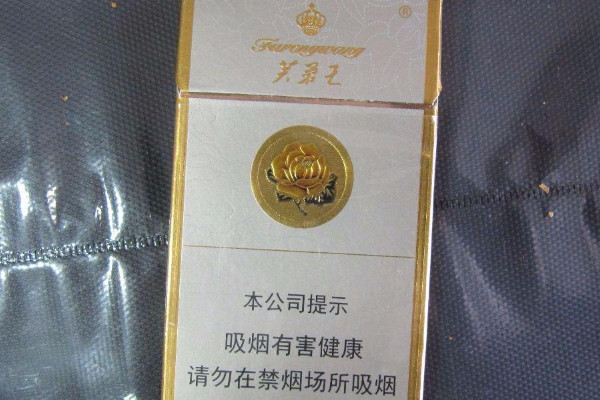 ®
Furongwang
芙蓉王
本公司提示
吸烟有害健康
请勿在禁烟场所吸烟